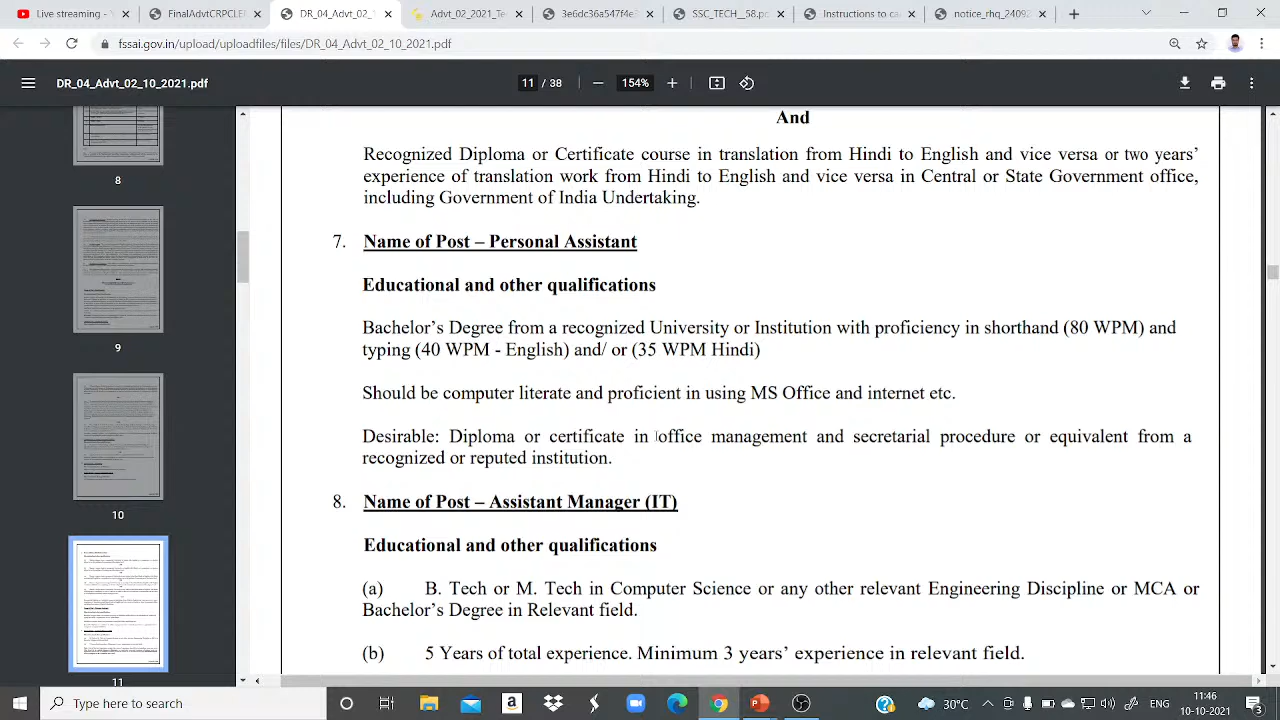 Live streaming - Y
FinalAdvtCRPCLE
DR_04_Advt_02_1
Advt_02_2021_Te
3e6dc36a547f4e
SSC
1_58.p
Instructions to ca
notice_rhq_2409
fssai.gov.in/upload/uploadfiles/files/DR_04_Advt_02_10_2021.pdf
DR_04_Advt_02_10_2021.pdf
11 / 38
154%
8
9
10
11
And
Recognized Diploma or Certificate course in translation from Hindi to English and vice versa or two years’
experience of translation work from Hindi to English and vice versa in Central or State Government office,
including Government of India Undertaking.
7. Name of Post – Personal Assistant
Educational and other qualifications
Bachelor’s Degree from a recognized University or Institution with proficiency in shorthand (80 WPM) and
typing (40 WPM - English) and/ or (35 WPM Hindi)
Should be computer literate and proficient in using MS Office and internet etc.
Desirable: Diploma or certificate in office management and secretarial procedure or equivalent from a
recognized or reputed institution.
8. Name of Post – Assistant Manager (IT)
Educational and other qualifications
(a) B. Tech or M. Tech in Computer Science or any other relevant Engineering Discipline or MCA or
Bachelor’s Degree in relevant field.
(b) 5 Years of total experience. Minimum 3 years’ experience in relevant field.
Type here to search
30°C
ENG
11:46
10-10-2021